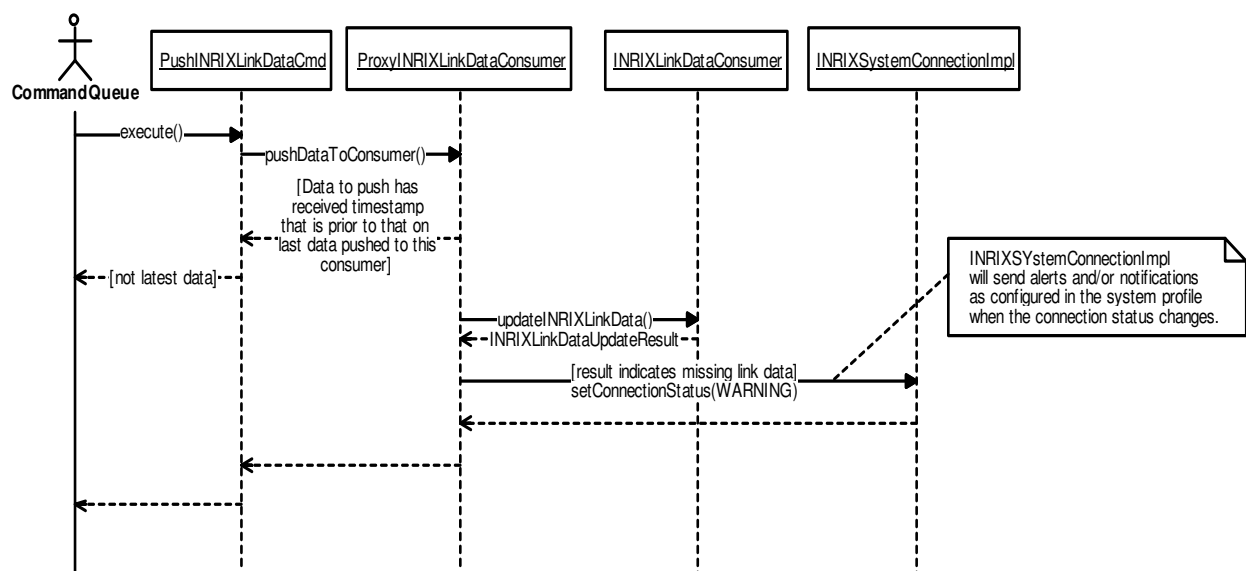 PushINRIXLinkDataCmd
ProxyINRIXLinkDataConsumer
INRIXLinkDataConsumer
INRIXSystemConnectionImpl
CommandQueue
execute()
pushDataToConsumer()
[Data to push has
received timestamp
that is prior to that on
last data pushed to this
consumer]
[not latest data]
INRIXSYstemConnectionImpl
will send alerts and/or notifications
as configured in the system profile
when the connection status changes.
updateINRIXLinkData()
INRIXLinkDataUpdateResult
[result indicates missing link data]
setConnectionStatus(WARNING)